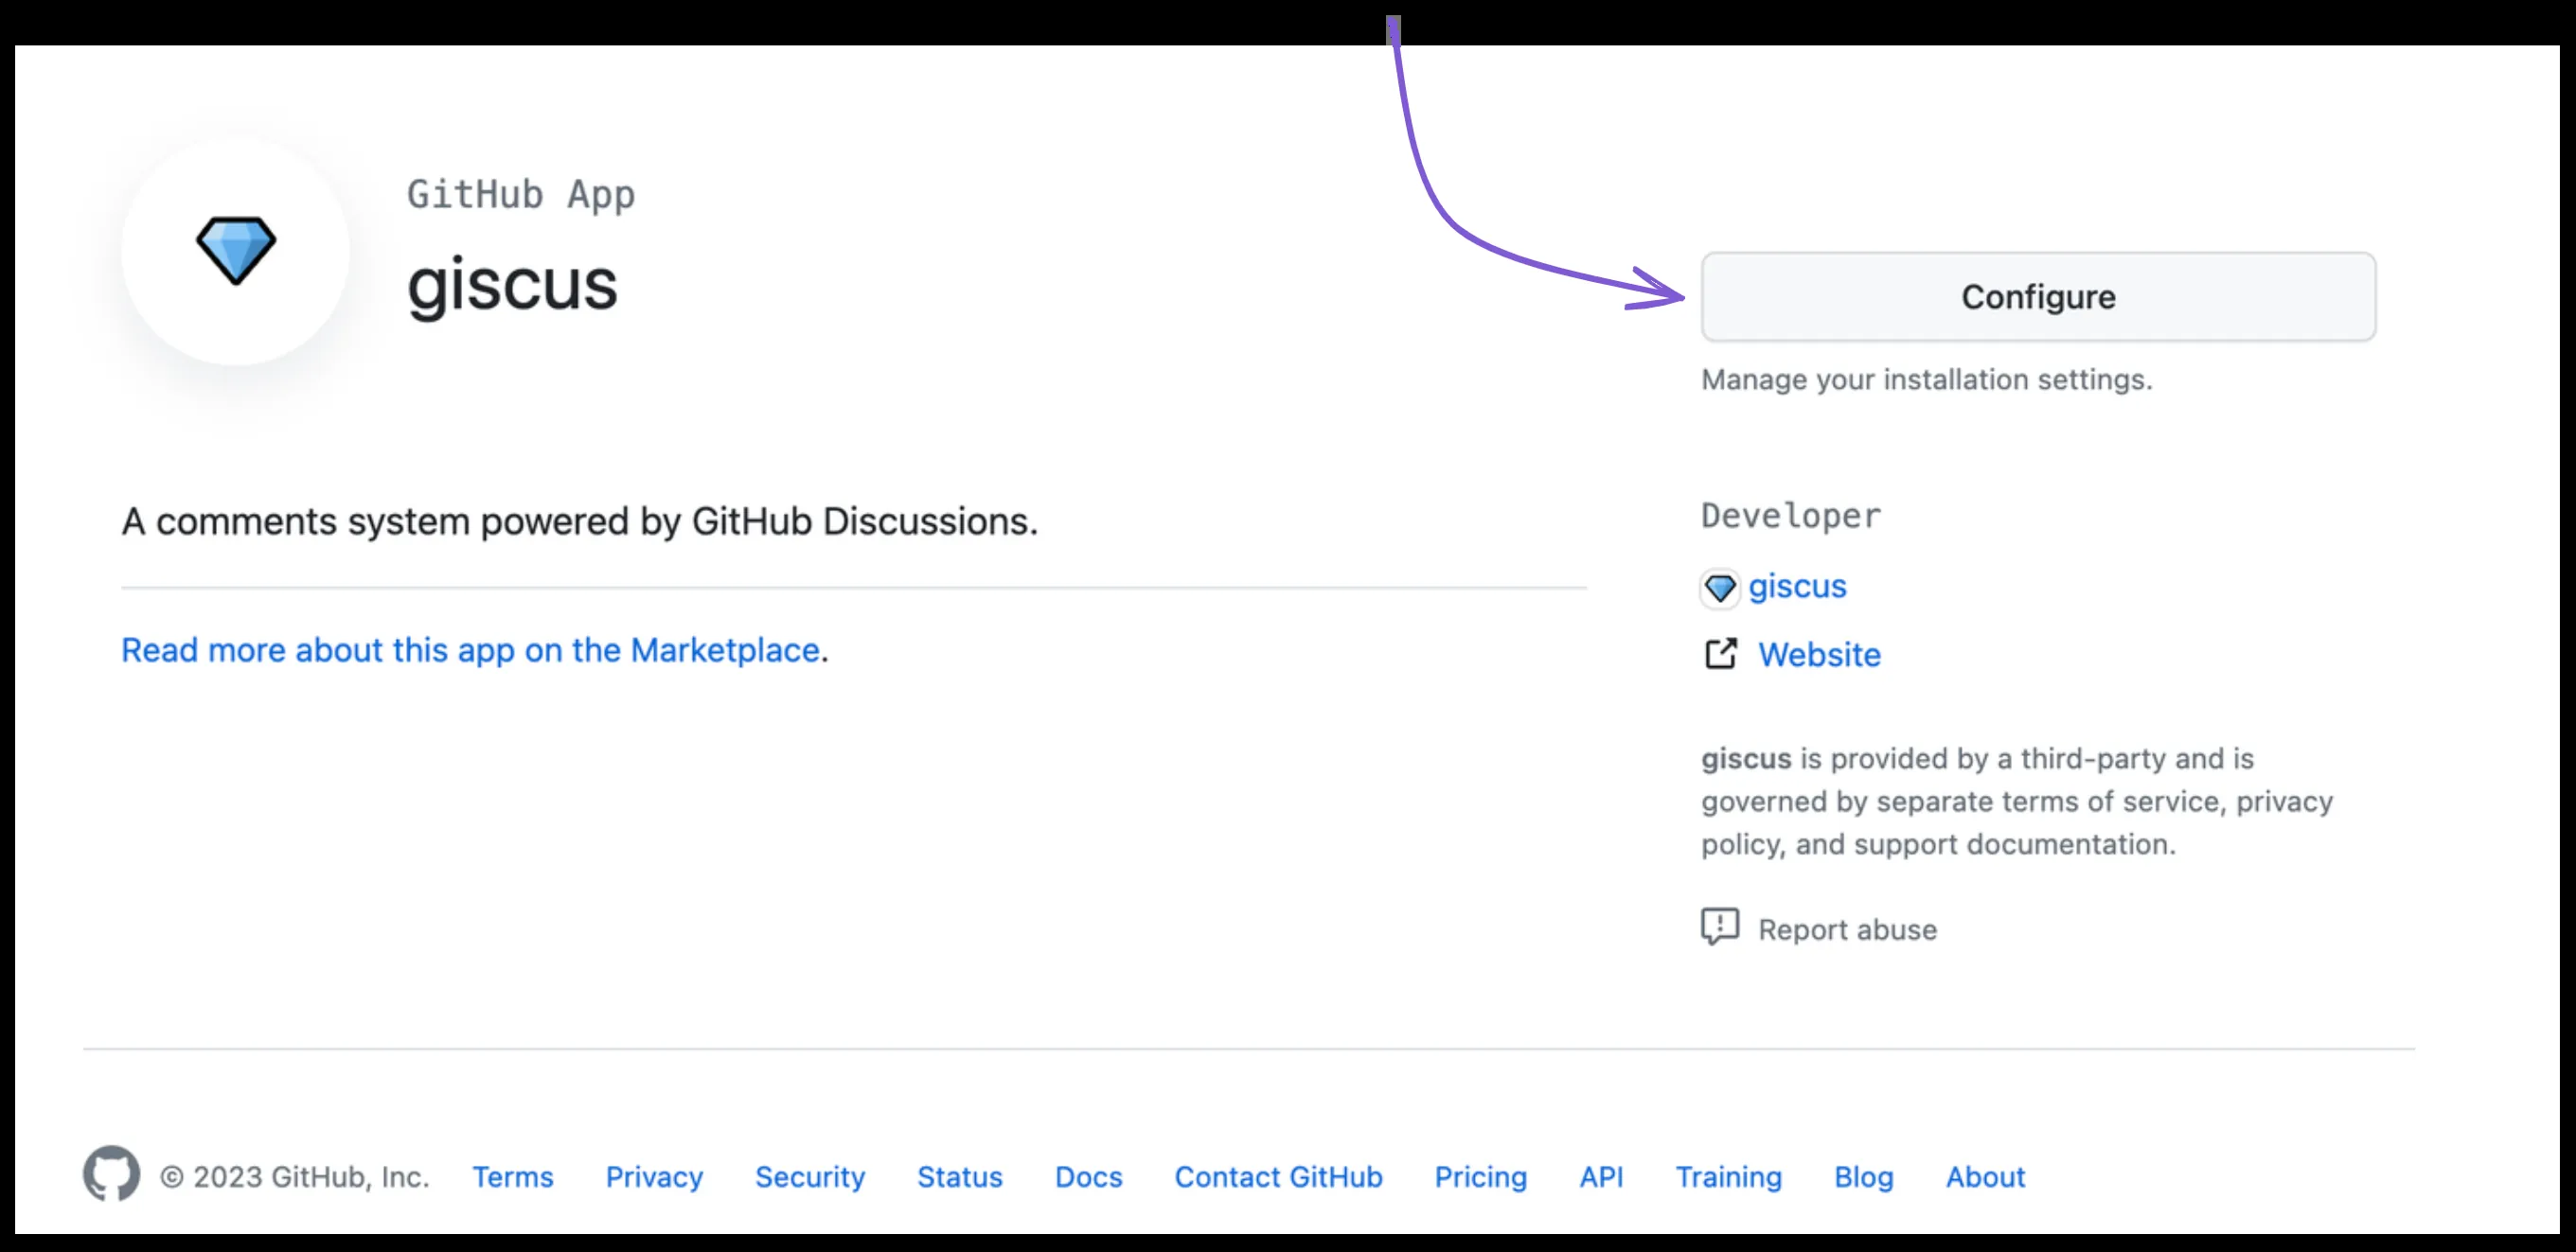 GitHub App
giscus
Configure
Manage your installation settings.
A comments system powered by GitHub Discussions.
Read more about this app on the Marketplace.
Developer
giscus
Website
giscus is provided by a third-party and is
governed by separate terms of service, privacy
policy, and support documentation.
Report abuse
© 2023 GitHub, Inc. Terms Privacy Security Status Docs Contact GitHub Pricing API Training Blog About